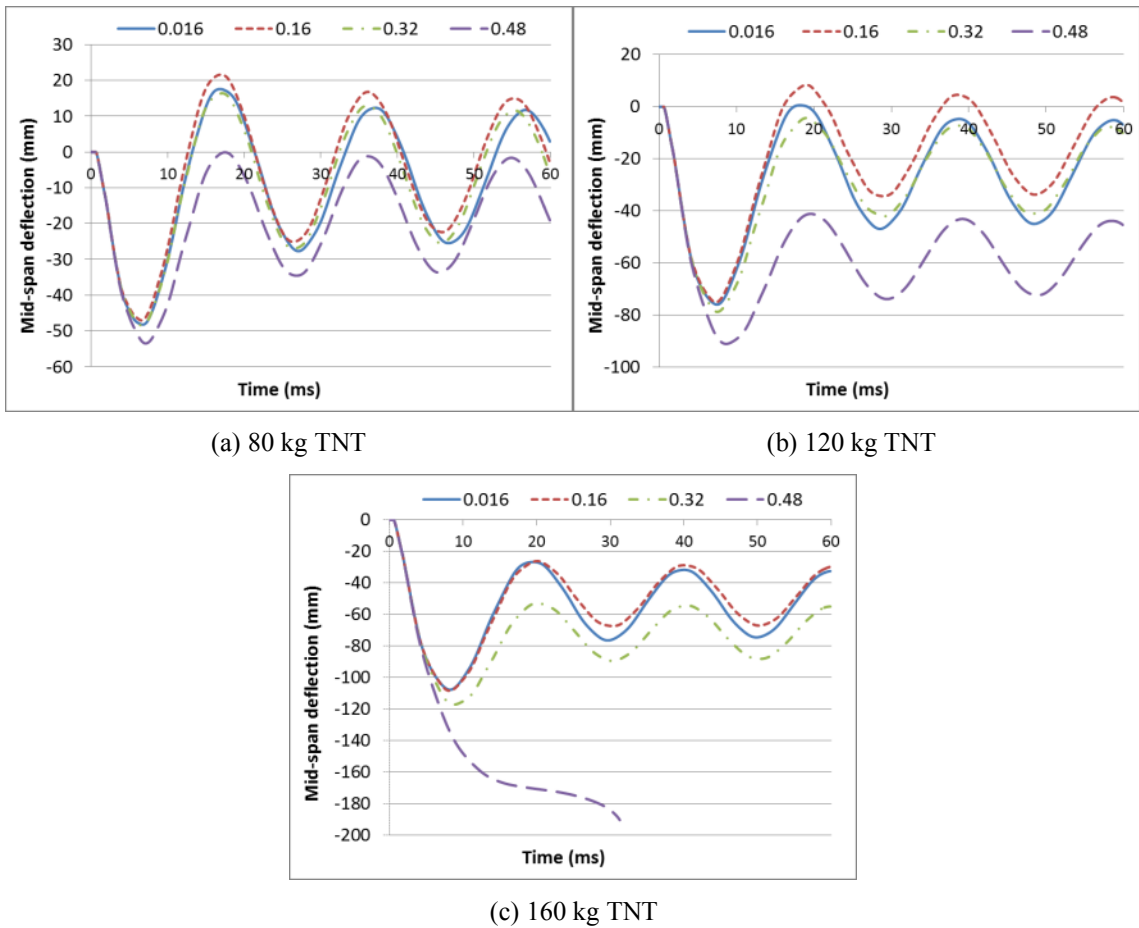 0.016 0.16 0.32 0.48
30
20
10
0
-10
-20
-30
-40
-50
-60
0 10 20 30 40 50 60
Mid-span deflection (mm)
Time (ms)
(a) 80 kg TNT
0.016 0.16 0.32 0.48
20
0
-20
-40
-60
-80
-100
0 10 20 30 40 50 60
Mid-span deflection (mm)
Time (ms)
(b) 120 kg TNT
0.016 0.16 0.32 0.48
0
-20
-40
-60
-80
-100
-120
-140
-160
-180
-200
0 10 20 30 40 50 60
Mid-span deflection (mm)
Time (ms)
(c) 160 kg TNT